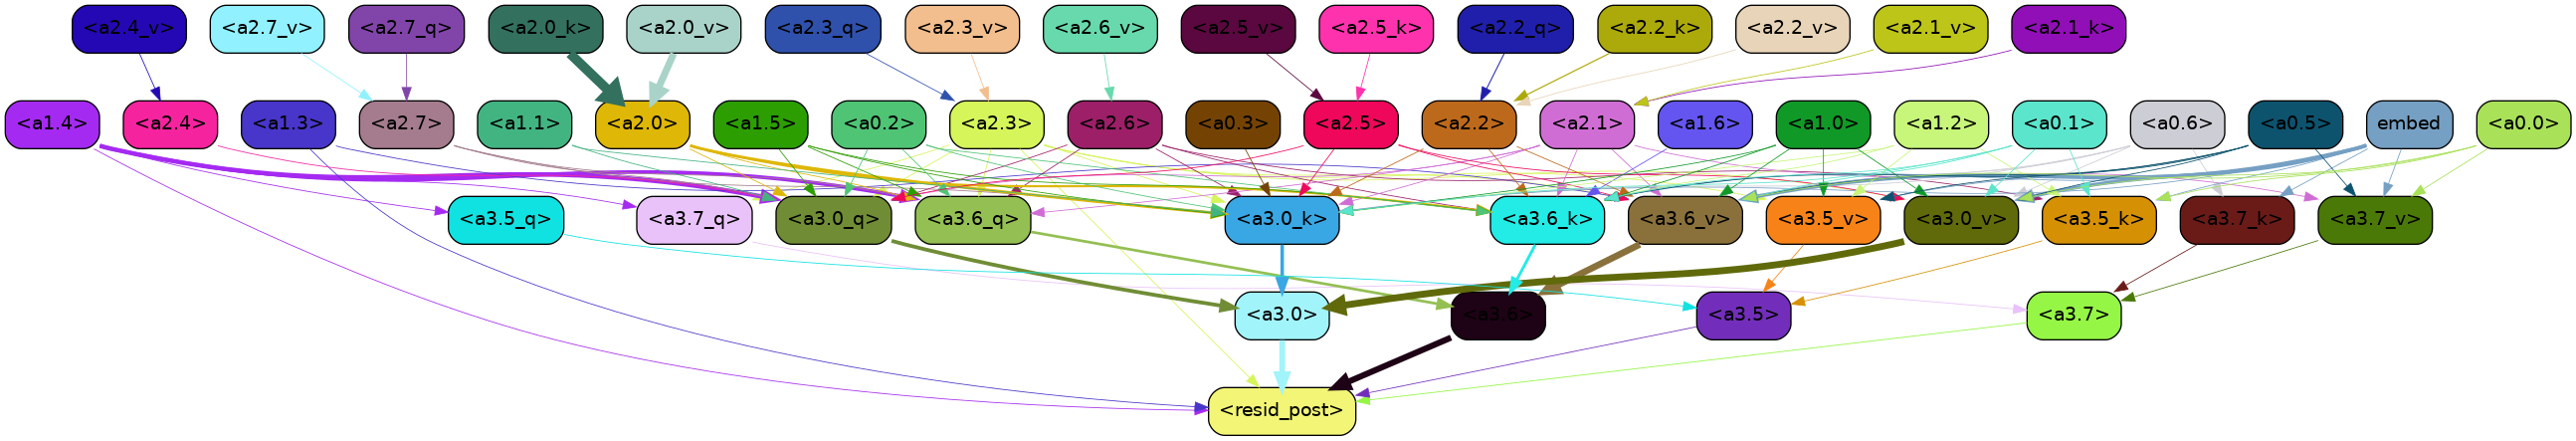 <a2.4_v> <a2.7_v> <a2.7_q> <a2.0_k> <a2.0_v> <a2.3_q> <a2.3_v> <a2.6_v> <a2.5_v> <a2.5_k> <a2.2_q> <a2.2_k> <a2.2_v> <a2.1_v> <a2.1_k>
<a1.4> <a2.4> <a1.3> <a2.7> <a1.1> <a2.0> <a1.5> <a0.2> <a2.3> <a2.6> <a0.3> <a2.5> <a2.2> <a2.1> <a1.6> <a1.0> <a1.2> <a0.1> <a0.6> <a0.5> embed <a0.0>
<a3.5_q> <a3.7_q> <a3.0_q> <a3.6_q> <a3.0_k> <a3.6_k> <a3.6_v> <a3.5_v> <a3.0_v> <a3.5_k> <a3.7_k> <a3.7_v>
<a3.0> <a3.6> <a3.5> <a3.7>
<resid_post>